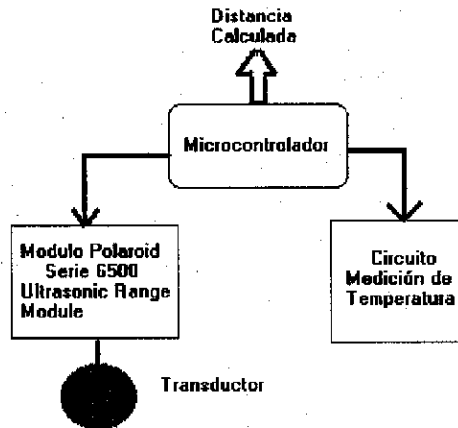 Distancia
Calculada
Microcontrolador
Modulo Polaroid
Serie 6500
Ultrasonic Range
Module
Circuito
Medición de
Temperatura
Transductor